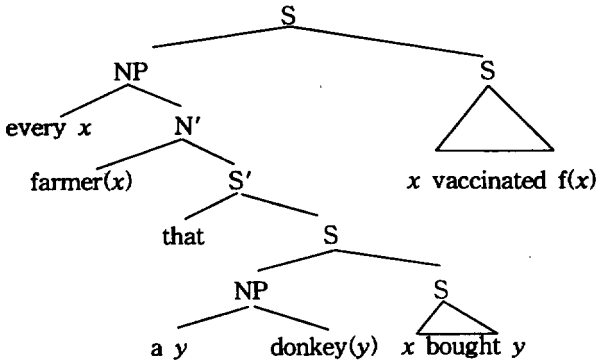 S
NP S
every x N′
farmer(x) S′ x vaccinated f(x)
that S
NP S
a y donkey(y) x bought y